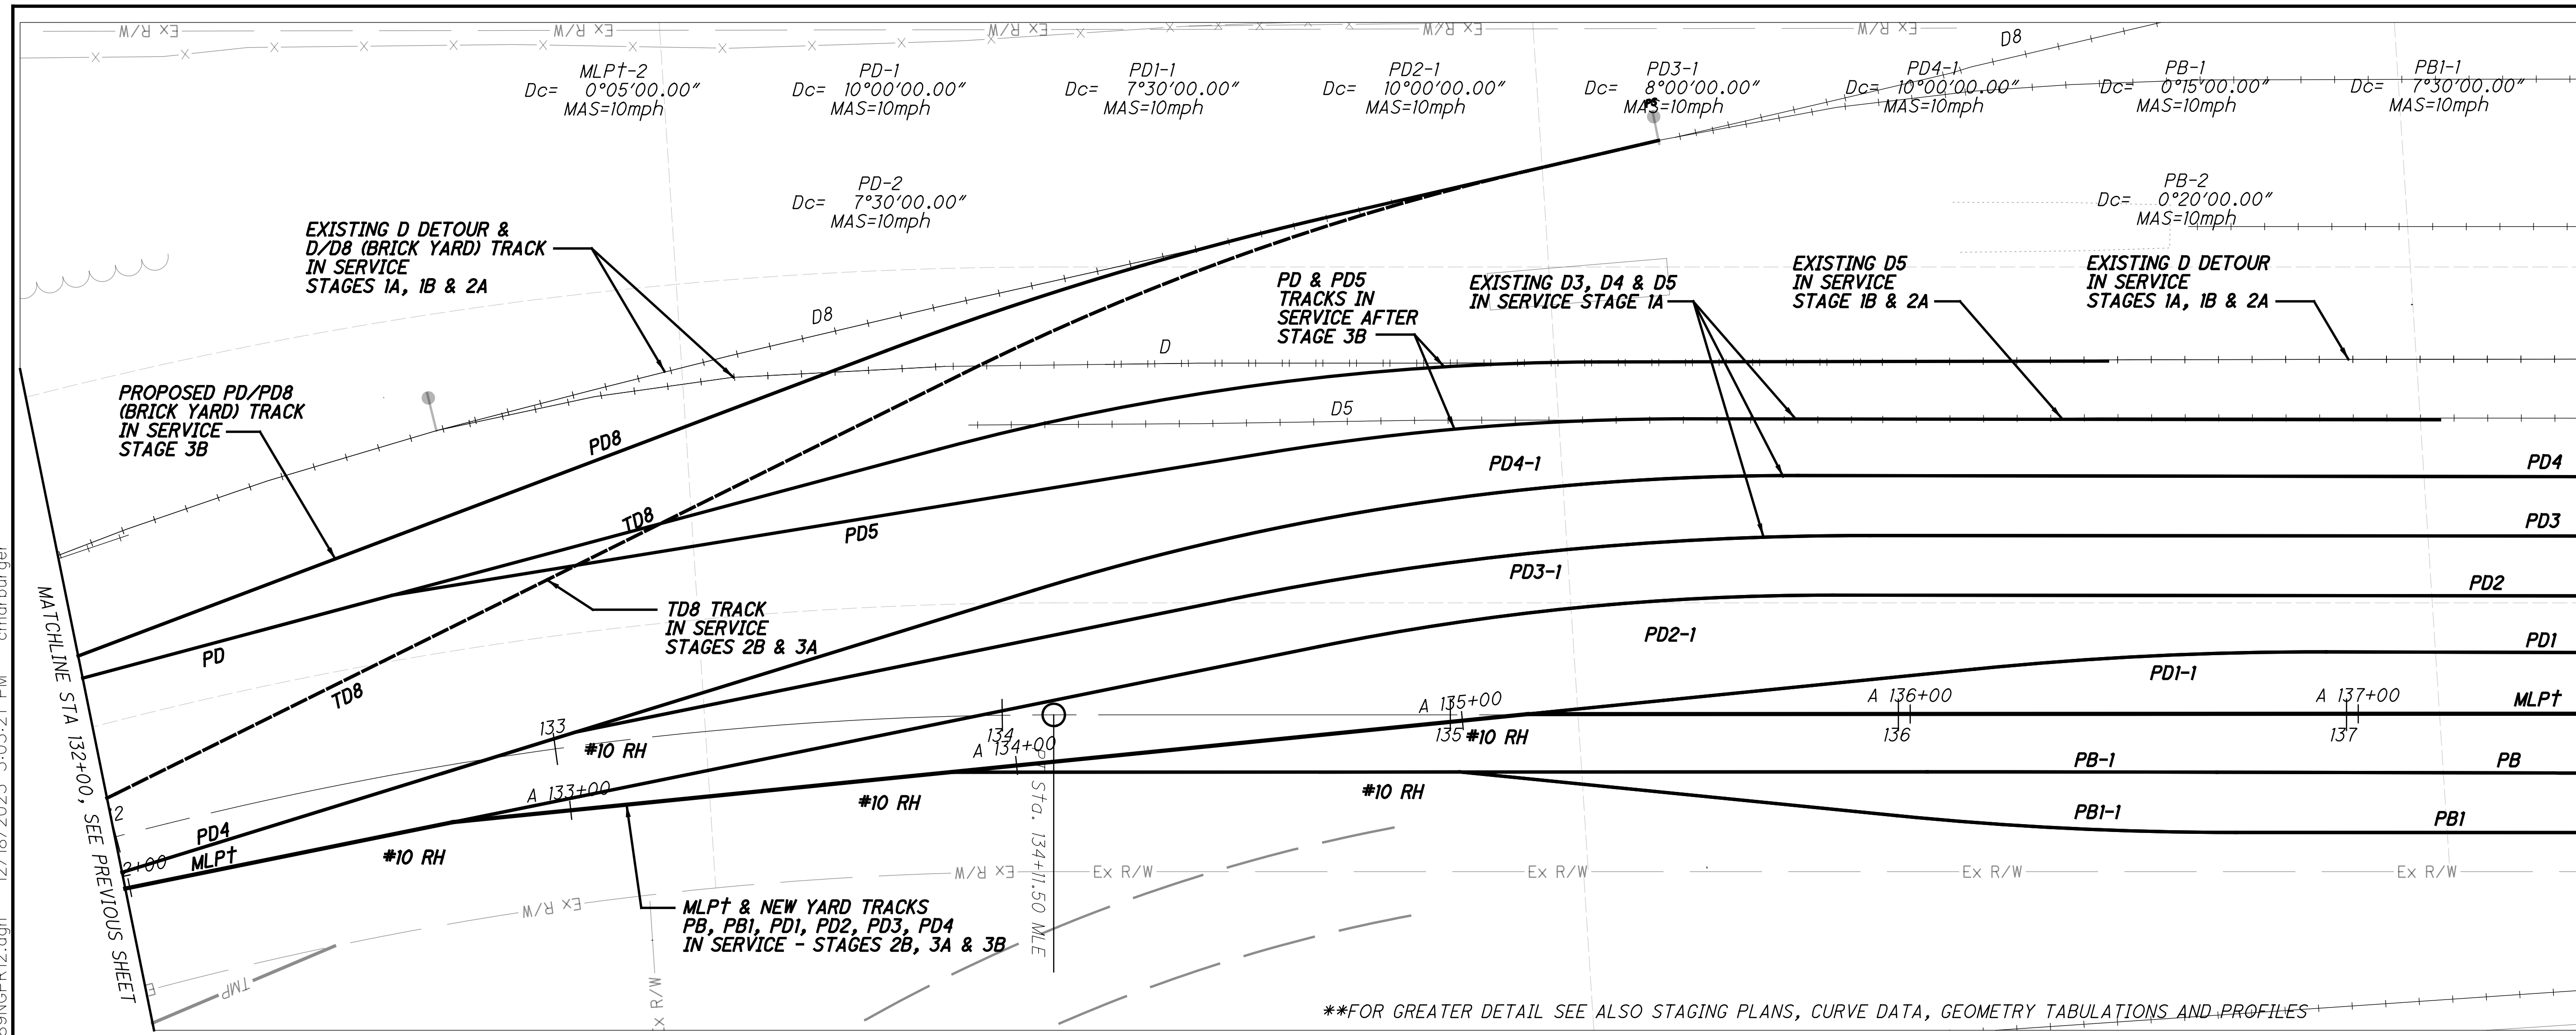 Ex R/W
Ex R/W
Ex R/W
Ex R/W
Ex R/W
D8
MLP†-2
Dc= 0°05'00.00"
MAS=10mph
PD-1
Dc= 10°00'00.00"
MAS=10mph
PD1-1
Dc= 7°30'00.00"
MAS=10mph
PD2-1
Dc= 10°00'00.00"
MAS=10mph
PD3-1
Dc= 8°00'00.00"
MAS=10mph
PS
PD4-1
Dc= 10°00'00.00"
MAS=10mph
PB-1
Dc= 0°15'00.00"
MAS=10mph
PB1-1
Dc= 7°30'00.00"
MAS=10mph
PD-2
Dc= 7°30'00.00"
MAS=10mph
PB-2
Dc= 0°20'00.00"
MAS=10mph
EXISTING D DETOUR &
D/D8 (BRICK YARD) TRACK
IN SERVICE
STAGES 1A, 1B & 2A
PD & PD5
TRACKS IN
SERVICE AFTER
STAGE 3B
EXISTING D3, D4 & D5
IN SERVICE STAGE 1A
EXISTING D5
IN SERVICE
STAGE 1B & 2A
EXISTING D DETOUR
IN SERVICE
STAGES 1A, 1B & 2A
D8
D
D5
PROPOSED PD/PD8
(BRICK YARD) TRACK
IN SERVICE
STAGE 3B
PD8
PD4-1
PD4
TD8
PD5
PD3
PD3-1
PD2
TD8 TRACK
IN SERVICE
STAGES 2B & 3A
PD2-1
PD1
PD
TD8
PD1-1
MLP†
A 135+00
A 136+00
A 137+00
133
134
135
136
137
#10 RH
#10 RH
A 134+00
A 133+00
PB-1
PB
#10 RH
#10 RH
PB1-1
PB1
2
PD4
2+00
MLP†
#10 RH
PT Sta. 134+11.50 MLE
MATCHLINE STA 132+00, SEE PREVIOUS SHEET
Ex R/W
Ex R/W
Ex R/W
Ex R/W
Ex R/W
Ex R/W
MLP† & NEW YARD TRACKS
PB, PB1, PD1, PD2, PD3, PD4
IN SERVICE - STAGES 2B, 3A & 3B
E
TMP
x R/W
**FOR GREATER DETAIL SEE ALSO STAGING PLANS, CURVE DATA, GEOMETRY TABULATIONS AND PROFILES